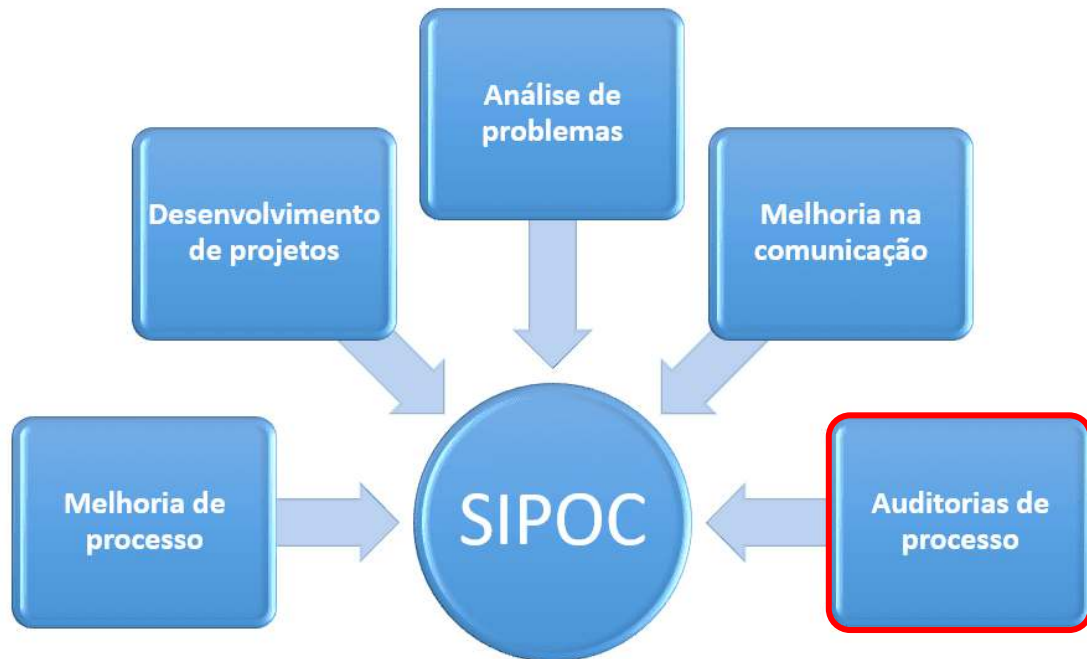 Análise de
problemas
Desenvolvimento
de projetos
Melhoria na
comunicação
Melhoria de
processo
SIPOC
Auditorias de
processo